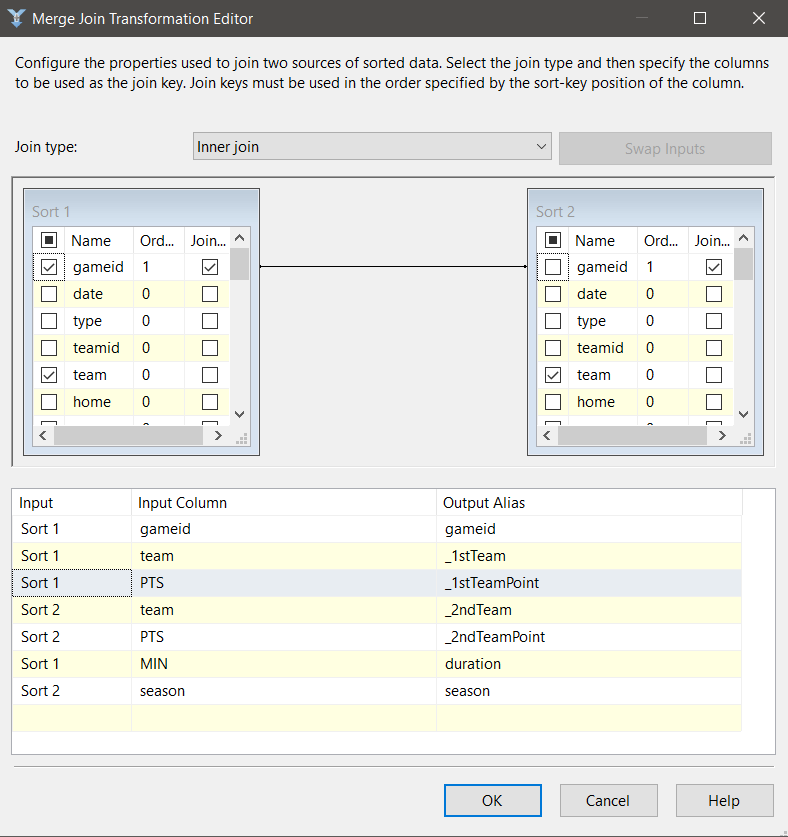 Merge Join Transformation Editor
Configure the properties used to join two sources of sorted data. Select the join type and then specify the columns
to be used as the join key. Join keys must be used in the order specified by the sort-key position of the column.
Join type: Inner join Swap Inputs
Sort 1 Sort 2
Name Ord... Join... Name Ord... Join...
gameid 1 gameid 1
date 0 date 0
type 0 type 0
teamid 0 teamid 0
team 0 team 0
home 0 home 0
Input Input Column Output Alias
Sort 1 gameid gameid
Sort 1 team _1stTeam
Sort 1 PTS _1stTeamPoint
Sort 2 team _2ndTeam
Sort 2 PTS _2ndTeamPoint
Sort 1 MIN duration
Sort 2 season season
OK Cancel Help